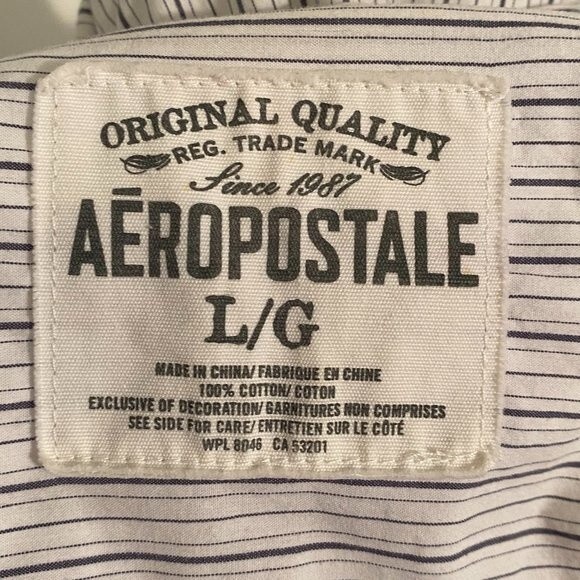 ORIGINAL QUALITY
REG. TRADE MARK
Since 1987
AĒROPOSTALE
L/G
MADE IN CHINA/ FABRIQUE EN CHINE
100% COTTON/ COTON
EXCLUSIVE OF DECORATION/ GARNITURES NON COMPRISES
SEE SIDE FOR CARE/ ENTRETIEN SUR LE CÔTÉ
WPL 8046 CA 53201